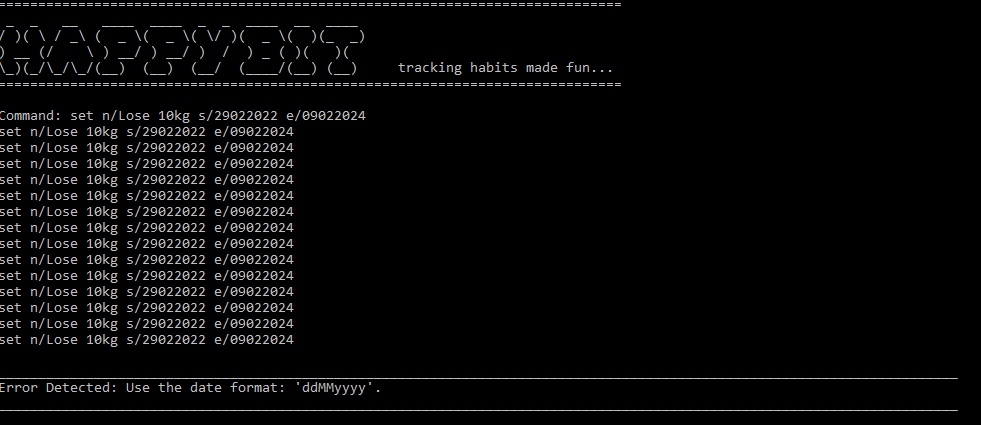 HAPPYBIT
tracking habits made fun...
Command: set n/Lose 10kg s/29022022 e/09022024
set n/Lose 10kg s/29022022 e/09022024
set n/Lose 10kg s/29022022 e/09022024
set n/Lose 10kg s/29022022 e/09022024
set n/Lose 10kg s/29022022 e/09022024
set n/Lose 10kg s/29022022 e/09022024
set n/Lose 10kg s/29022022 e/09022024
set n/Lose 10kg s/29022022 e/09022024
set n/Lose 10kg s/29022022 e/09022024
set n/Lose 10kg s/29022022 e/09022024
set n/Lose 10kg s/29022022 e/09022024
set n/Lose 10kg s/29022022 e/09022024
set n/Lose 10kg s/29022022 e/09022024
set n/Lose 10kg s/29022022 e/09022024
set n/Lose 10kg s/29022022 e/09022024
Error Detected: Use the date format: 'ddMMyyyy'.